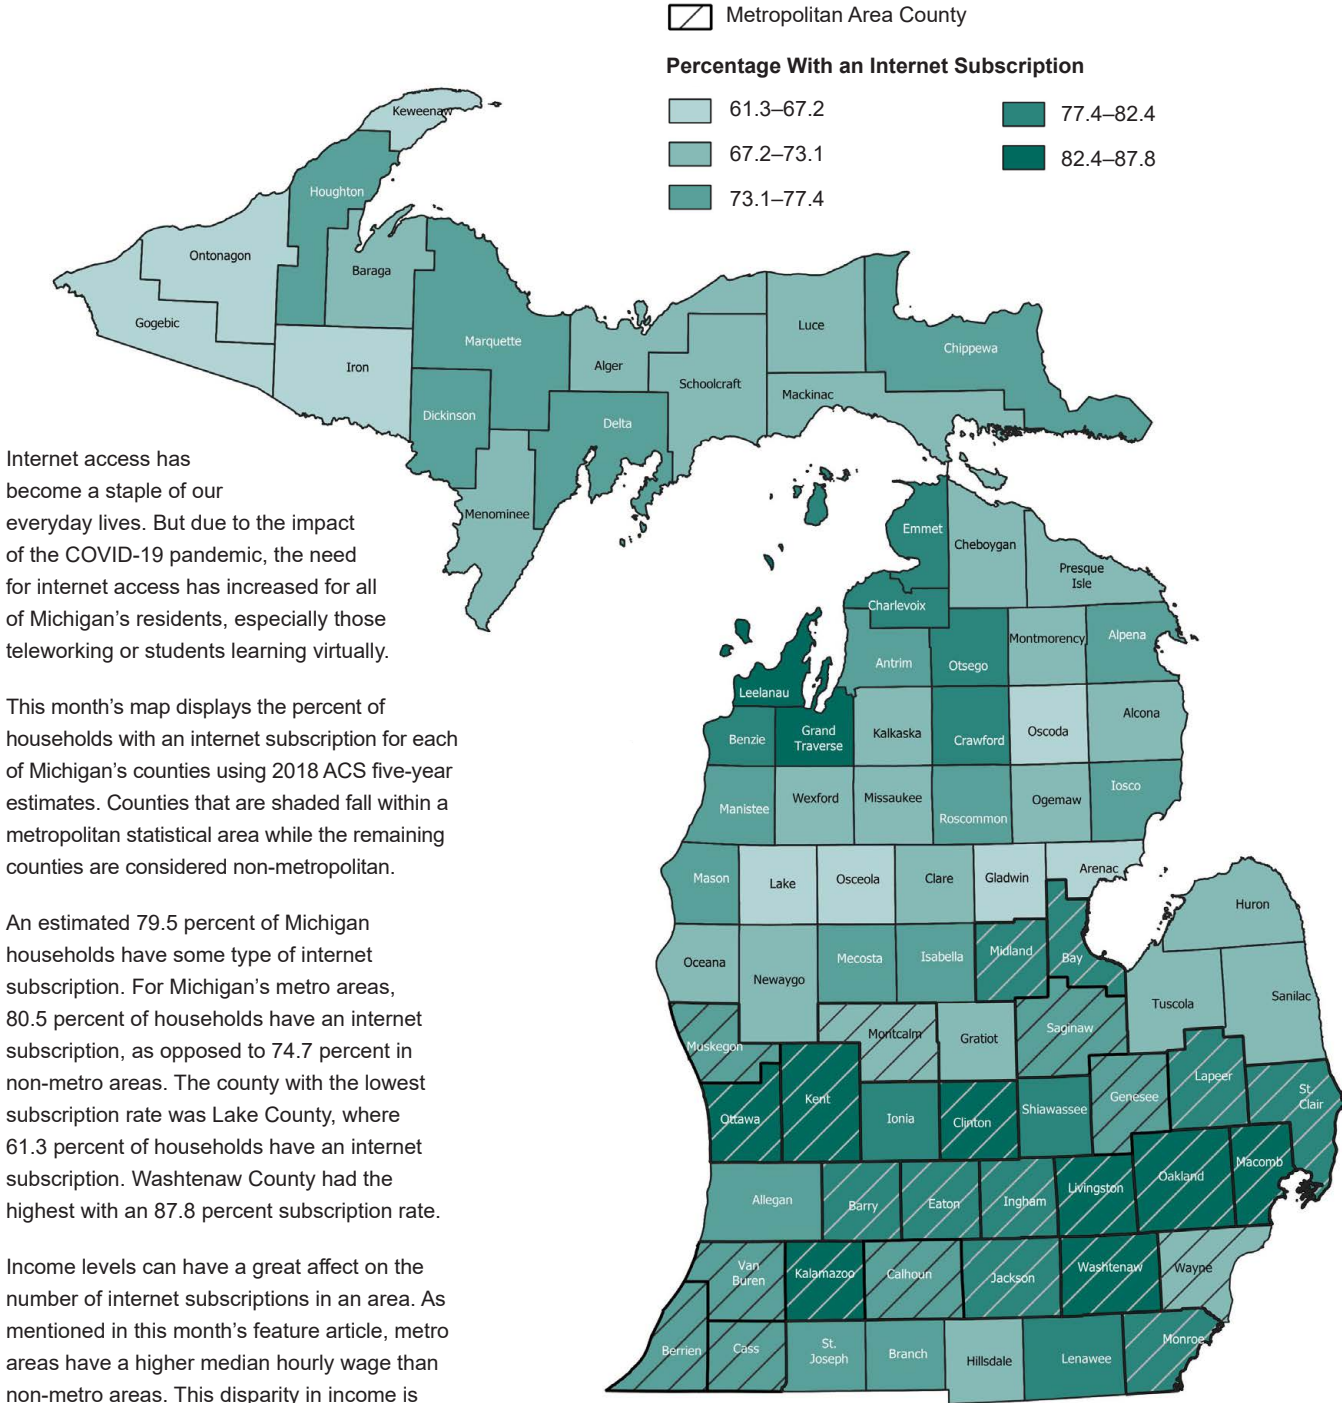 Metropolitan Area County
Percentage With an Internet Subscription
61.3–67.2
67.2–73.1
73.1–77.4
77.4–82.4
82.4–87.8
Keweenaw
Houghton
Ontonagon
Baraga
Gogebic
Iron
Marquette
Dickinson
Menominee
Alger
Delta
Schoolcraft
Luce
Mackinac
Chippewa
Internet access has
become a staple of our
everyday lives. But due to the impact
of the COVID-19 pandemic, the need
for internet access has increased for all
of Michigan’s residents, especially those
teleworking or students learning virtually.
This month’s map displays the percent of
households with an internet subscription for each
of Michigan’s counties using 2018 ACS five-year
estimates. Counties that are shaded fall within a
metropolitan statistical area while the remaining
counties are considered non-metropolitan.
An estimated 79.5 percent of Michigan
households have some type of internet
subscription. For Michigan’s metro areas,
80.5 percent of households have an internet
subscription, as opposed to 74.7 percent in
non-metro areas. The county with the lowest
subscription rate was Lake County, where
61.3 percent of households have an internet
subscription. Washtenaw County had the
highest with an 87.8 percent subscription rate.
Income levels can have a great affect on the
number of internet subscriptions in an area. As
mentioned in this month’s feature article, metro
areas have a higher median hourly wage than
non-metro areas. This disparity in income is
Emmet
Cheboygan
Presque
Isle
Charlevoix
Antrim
Otsego
Montmorency
Alpena
Leelanau
Benzie
Grand
Traverse
Kalkaska
Crawford
Oscoda
Alcona
Manistee
Wexford
Missaukee
Roscommon
Ogemaw
Iosco
Mason
Lake
Osceola
Clare
Gladwin
Arenac
Huron
Oceana
Newaygo
Mecosta
Isabella
Midland
Bay
Tuscola
Sanilac
Muskegon
Montcalm
Gratiot
Saginaw
Ottawa
Kent
Ionia
Clinton
Shiawassee
Genesee
Lapeer
St.
Clair
Allegan
Barry
Eaton
Ingham
Livingston
Oakland
Macomb
Van
Buren
Kalamazoo
Calhoun
Jackson
Washtenaw
Wayne
Berrien
Cass
St.
Joseph
Branch
Hillsdale
Lenawee
Monroe